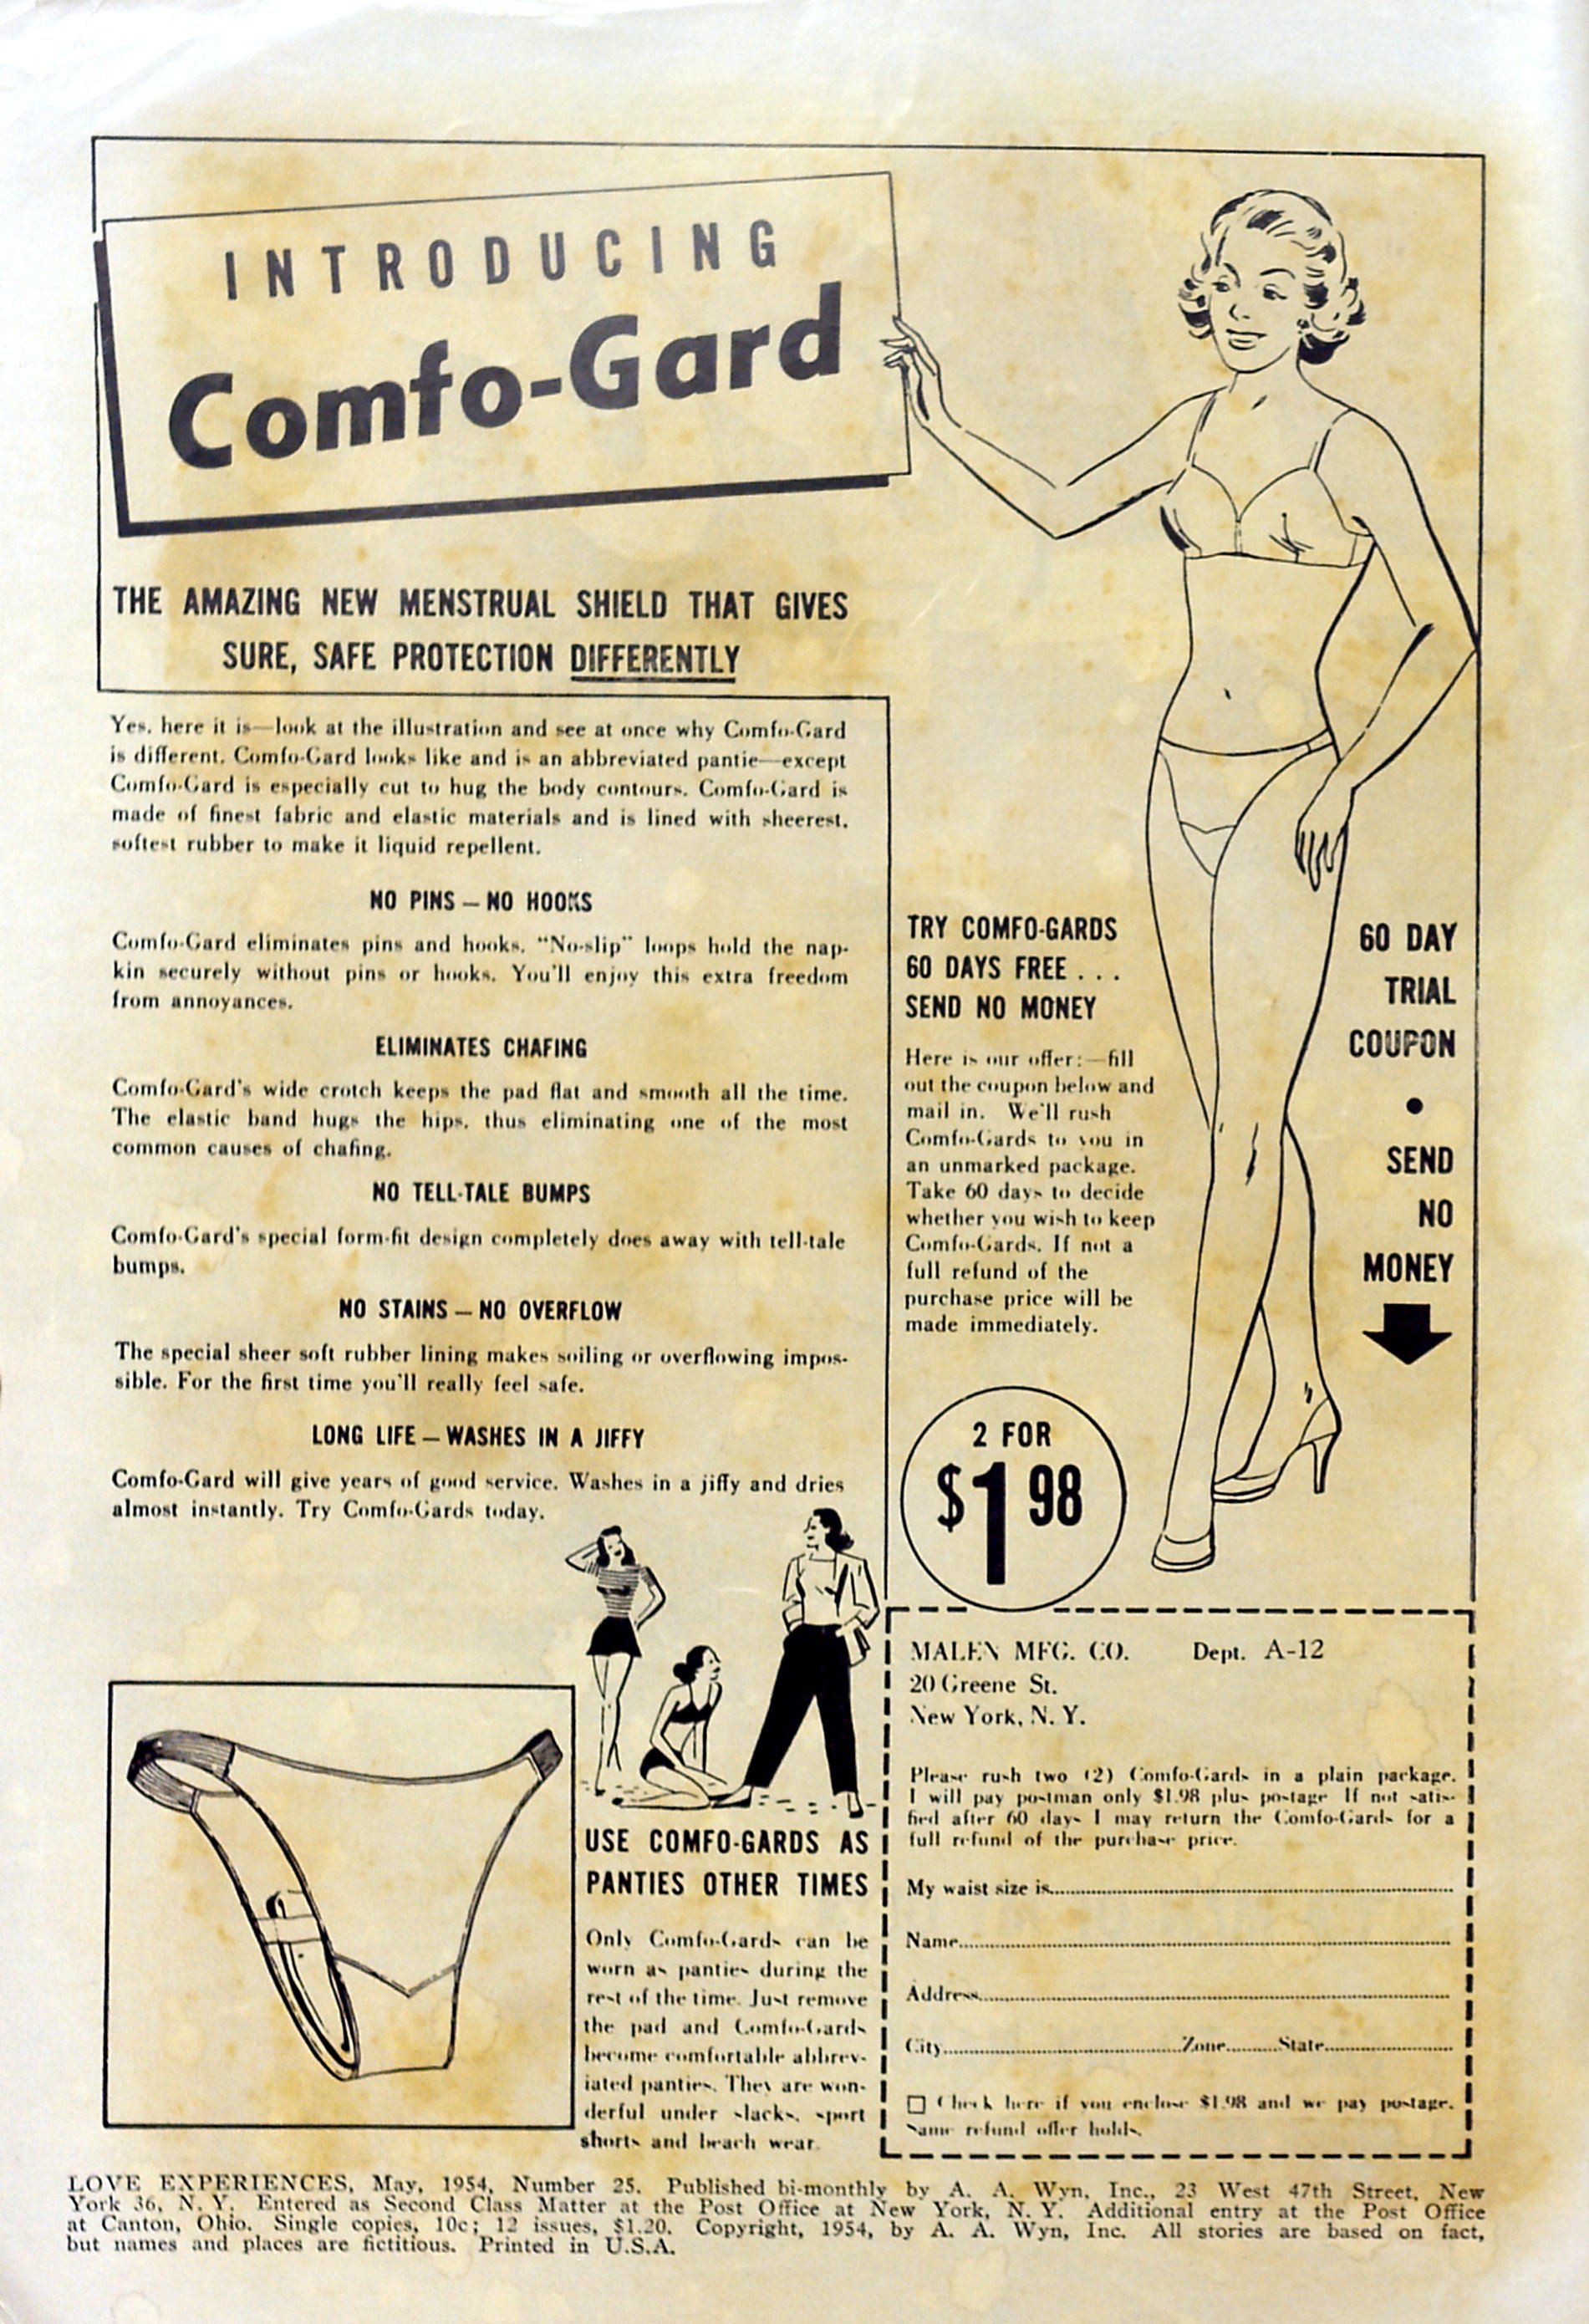 INTRODUCING
Comfo-Gard
THE AMAZING NEW MENSTRUAL SHIELD THAT GIVES
SURE, SAFE PROTECTION DIFFERENTLY
Yes, here it is—look at the illustration and see at once why Comfo-Gard
is different. Comfo-Gard looks like and is an abbreviated pantie—except
Comfo-Gard is especially cut to hug the body contours. Comfo-Gard is
made of finest fabric and elastic materials and is lined with sheerest,
softest rubber to make it liquid repellent.
NO PINS — NO HOOKS
Comfo-Gard eliminates pins and hooks. "No-slip" loops hold the nap-
kin securely without pins or hooks. You'll enjoy this extra freedom
from annoyances.
ELIMINATES CHAFING
Comfo-Gard's wide crotch keeps the pad flat and smooth all the time.
The elastic band hugs the hips, thus eliminating one of the most
common causes of chafing.
NO TELL-TALE BUMPS
Comfo-Gard's special form-fit design completely does away with tell-tale
bumps.
NO STAINS — NO OVERFLOW
The special sheer soft rubber lining makes soiling or overflowing impos-
sible. For the first time you'll really feel safe.
LONG LIFE — WASHES IN A JIFFY
Comfo-Gard will give years of good service. Washes in a jiffy and dries
almost instantly. Try Comfo-Gards today.
USE COMFO-GARDS AS
PANTIES OTHER TIMES
Only Comfo-Gards can be
worn as panties during the
rest of the time. Just remove
the pad and Comfo-Gards
become comfortable abbrev-
iated panties. They are won-
derful under slacks, sport
shorts and beach wear.
TRY COMFO-GARDS
60 DAYS FREE . . .
SEND NO MONEY
Here is our offer:—fill
out the coupon below and
mail in. We'll rush
Comfo-Gards to you in
an unmarked package.
Take 60 days to decide
whether you wish to keep
Comfo-Gards. If not a
full refund of the
purchase price will be
made immediately.
60 DAY
TRIAL
COUPON
•
SEND
NO
MONEY
2 FOR
$1 98
MALEN MFG. CO. Dept. A-12
20 Greene St.
New York, N. Y.
Please rush two (2) Comfo-Gards in a plain package.
I will pay postman only $1.98 plus postage. If not satis-
fied after 60 days I may return the Comfo-Gards for a
full refund of the purchase price.
My waist size is
Name
Address
City Zone State
☐ Check here if you enclose $1.98 and we pay postage.
Same refund offer holds.
LOVE EXPERIENCES, May, 1954, Number 25. Published bi-monthly by A. A. Wyn, Inc., 23 West 47th Street, New
York 36, N. Y. Entered as Second Class Matter at the Post Office at New York, N. Y. Additional entry at the Post Office
at Canton, Ohio. Single copies, 10c; 12 issues, $1.20. Copyright, 1954, by A. A. Wyn, Inc. All stories are based on fact,
but names and places are fictitious. Printed in U.S.A.